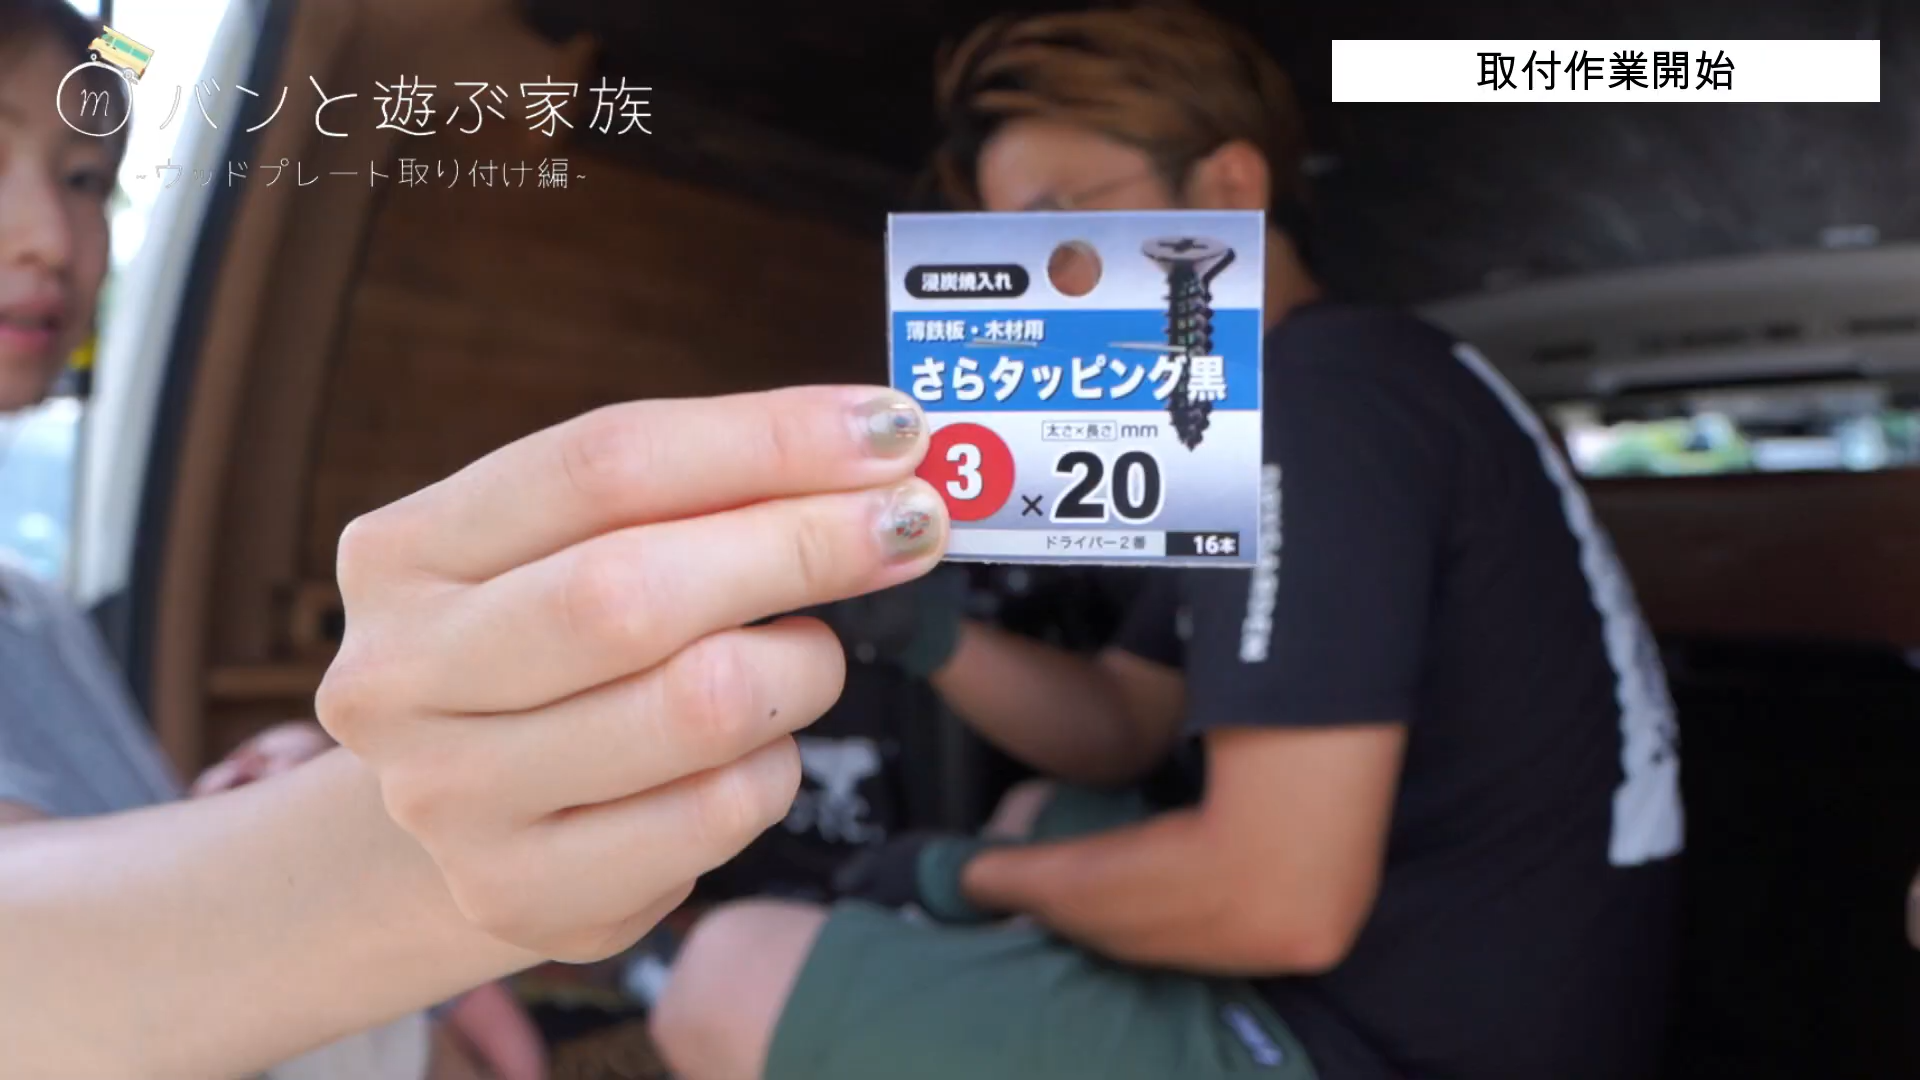 m バンと遊ぶ家族
~ウッドプレート取り付け編~
取付作業開始
浸炭焼入れ
薄鉄板・木材用
さらタッピング黒
太さ×長さ mm
3×20
ドライバー2番 16本